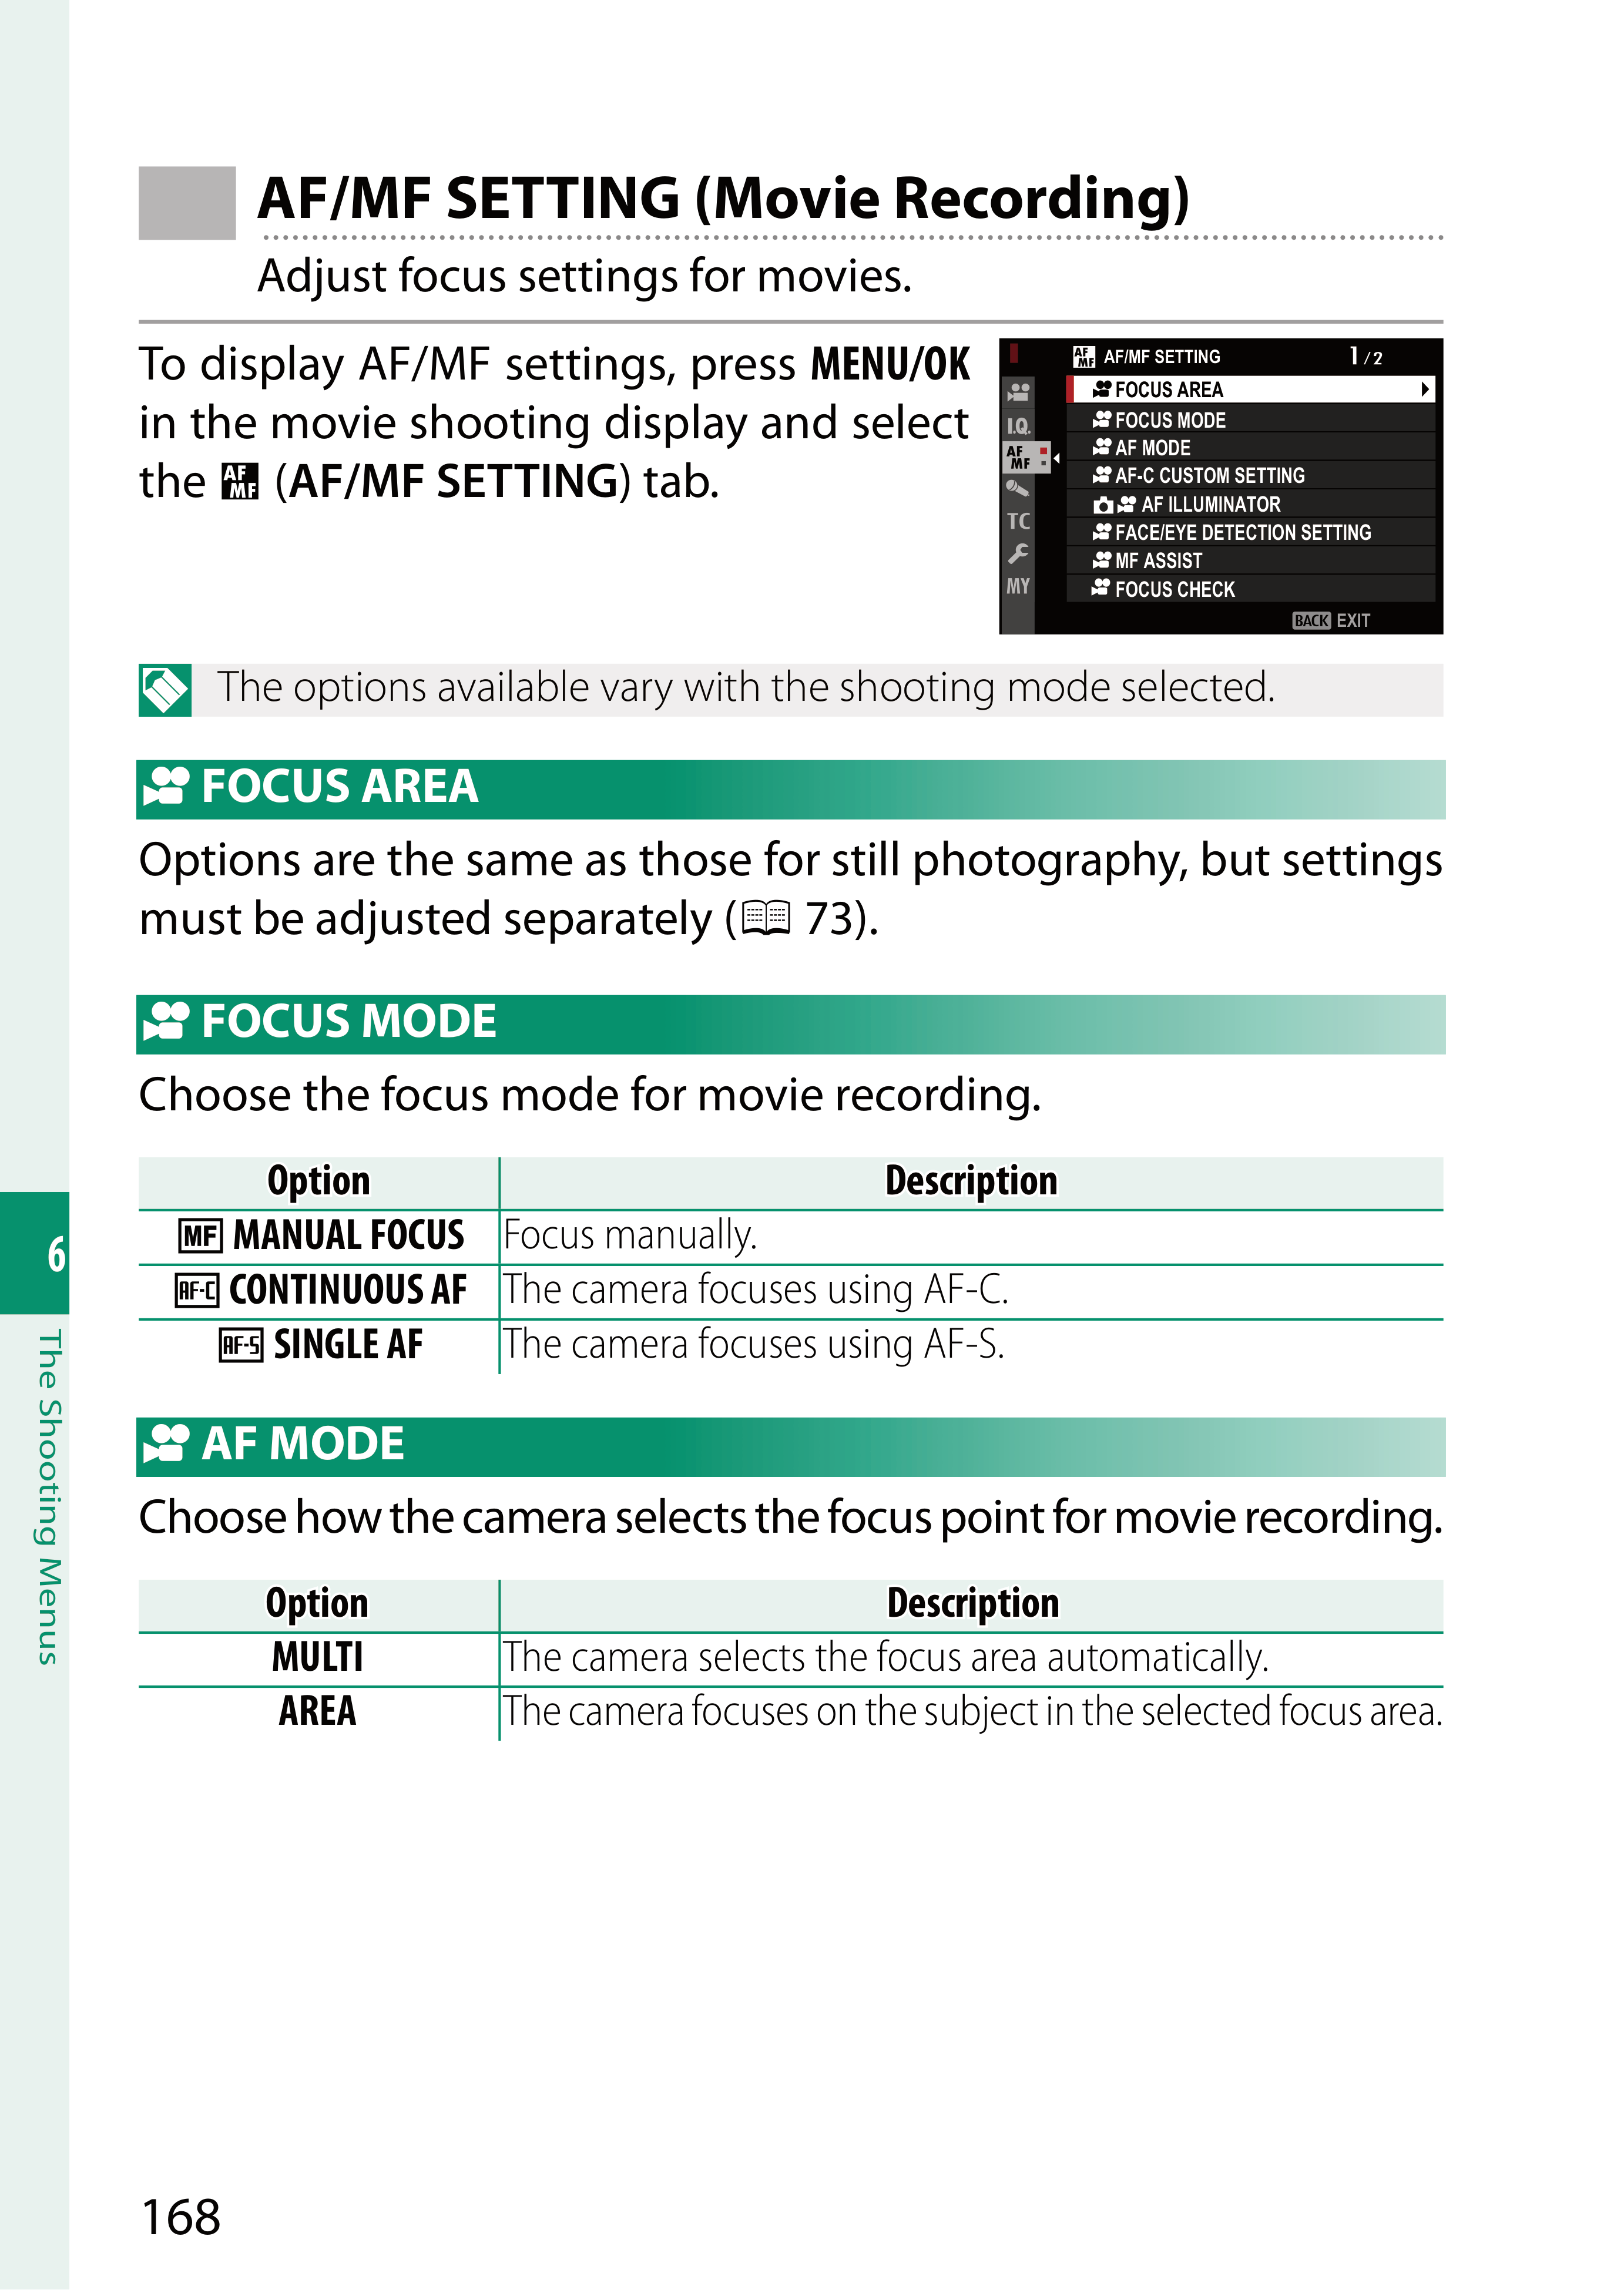 AF/MF SETTING (Movie Recording)
Adjust focus settings for movies.
To display AF/MF settings, press MENU/OK
in the movie shooting display and select
the AF MF (AF/MF SETTING) tab.
AF MF AF/MF SETTING 1/2
FOCUS AREA
FOCUS MODE
AF MODE
AF-C CUSTOM SETTING
AF ILLUMINATOR
FACE/EYE DETECTION SETTING
MF ASSIST
FOCUS CHECK
BACK EXIT
I.Q.
AF
MF
TC
MY
The options available vary with the shooting mode selected.
FOCUS AREA
Options are the same as those for still photography, but settings
must be adjusted separately ( 73).
FOCUS MODE
Choose the focus mode for movie recording.
Option Description
MF MANUAL FOCUS Focus manually.
AF-C CONTINUOUS AF The camera focuses using AF-C.
AF-S SINGLE AF The camera focuses using AF-S.
AF MODE
Choose how the camera selects the focus point for movie recording.
Option Description
MULTI The camera selects the focus area automatically.
AREA The camera focuses on the subject in the selected focus area.
6
The Shooting Menus
168